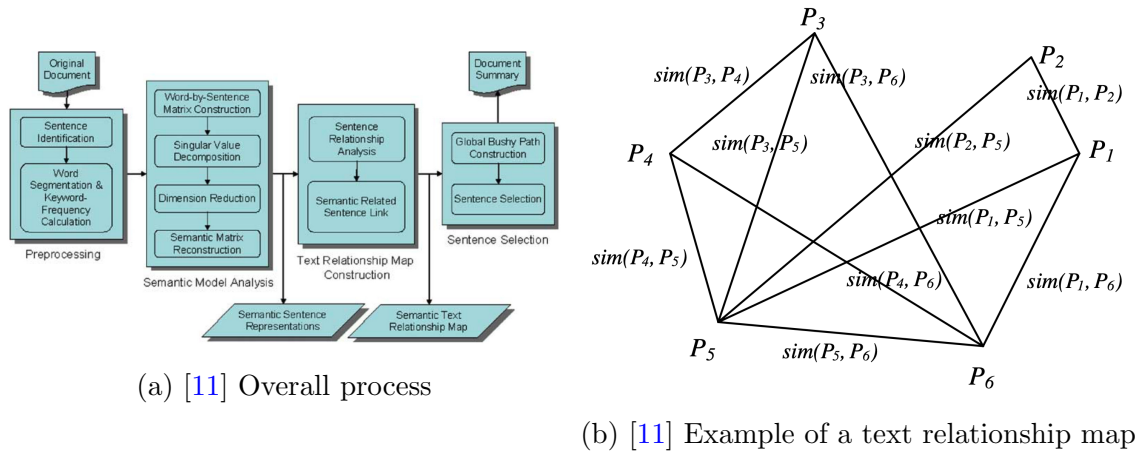 Original
Document
Sentence
Identification
Word
Segmentation &
Keyword-
Frequency
Calculation
Preprocessing
Word-by-Sentence
Matrix Construction
Singular Value
Decomposition
Dimension Reduction
Semantic Matrix
Reconstruction
Semantic Model Analysis
Sentence
Relationship
Analysis
Semantic Related
Sentence Link
Text Relationship Map
Construction
Document
Summary
Global Bushy Path
Construction
Sentence Selection
Sentence Selection
Semantic Sentence
Representations
Semantic Text
Relationship Map
(a) [11] Overall process
P3
P2
sim(P3, P4)
sim(P3, P6)
sim(P1, P2)
P4
sim(P3, P5)
sim(P2, P5)
P1
sim(P1, P5)
sim(P4, P5)
sim(P4, P6)
sim(P1, P6)
P5
sim(P5, P6)
P6
(b) [11] Example of a text relationship map